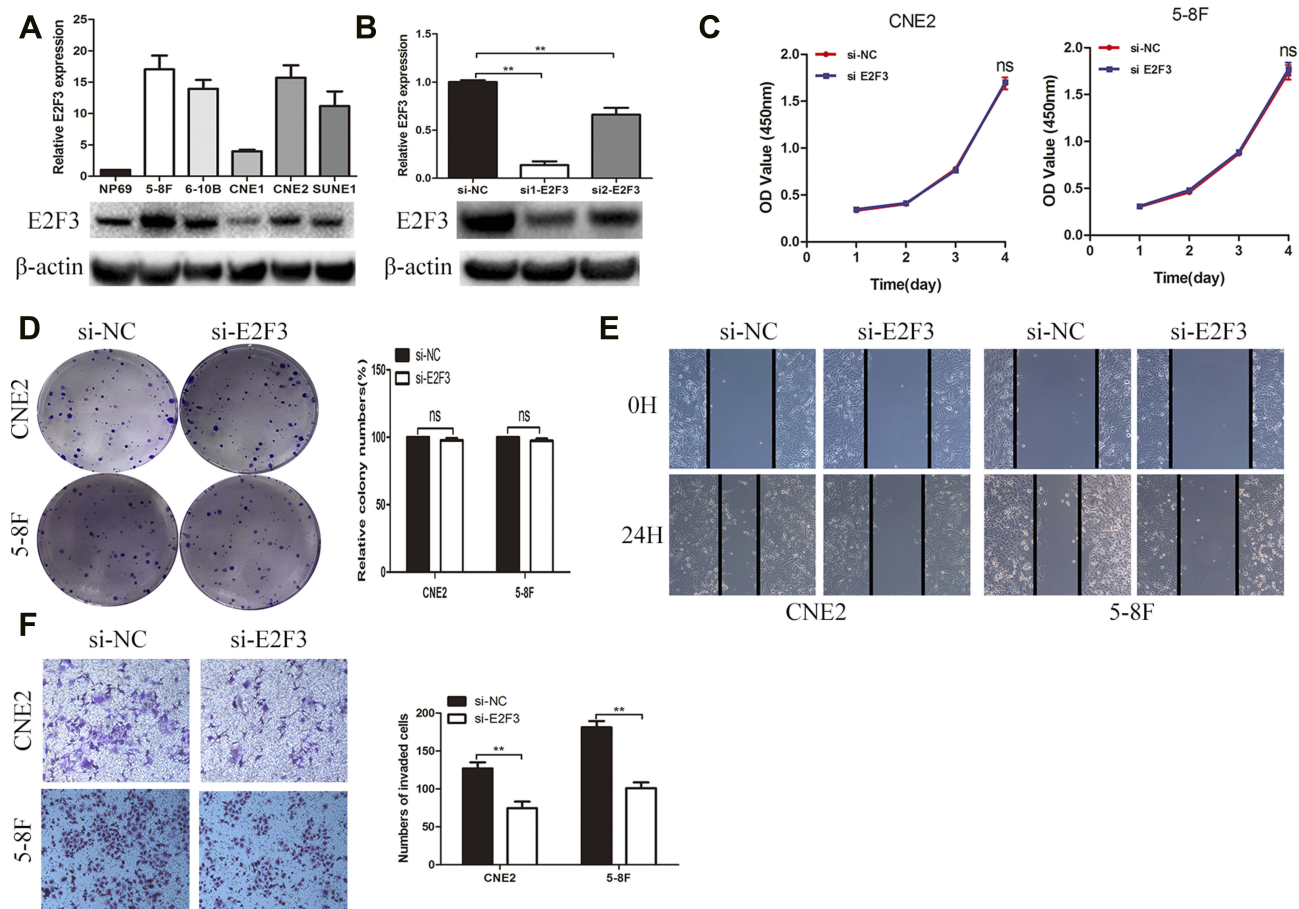 A
Relative E2F3 expression
25
20
15
10
5
0
NP69 5-8F 6-10B CNE1 CNE2 SUNE1
E2F3
β-actin
B
Relative E2F3 expression
1.5
1.0
0.5
0.0
**
**
si-NC si1-E2F3 si2-E2F3
E2F3
β-actin
C
CNE2
OD Value (450nm)
2.0
1.5
1.0
0.5
0.0
si-NC
si E2F3
ns
0 1 2 3 4
Time(day)
5-8F
OD Value (450nm)
2.0
1.5
1.0
0.5
0.0
si-NC
si E2F3
ns
0 1 2 3 4
Time(day)
D
si-NC si-E2F3
CNE2
5-8F
Relative colony numbers(%)
150
100
50
0
si-NC
si-E2F3
ns ns
CNE2 5-8F
E
si-NC si-E2F3 si-NC si-E2F3
0H
24H
CNE2 5-8F
F
si-NC si-E2F3
CNE2
5-8F
Numbers of invaded cells
200
150
100
50
0
si-NC
si-E2F3
**
**
CNE2 5-8F